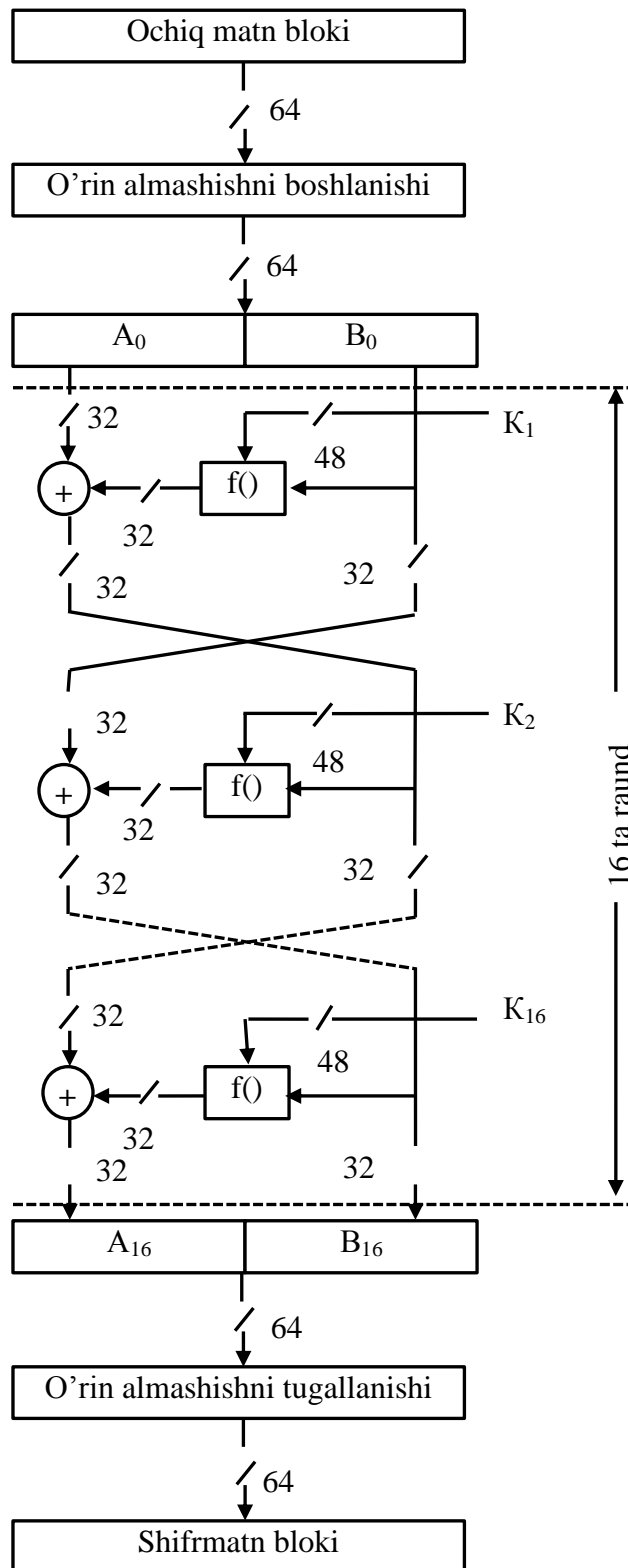 Ochiq matn bloki
64
O’rin almashishni boshlanishi
64
A0 B0
32
K1
48
+
f()
32
32
32
32
K2
48
+
f()
32
32
32
16 ta raund
32
K16
48
+
f()
32
32
32
A16 B16
64
O’rin almashishni tugallanishi
64
Shifrmatn bloki